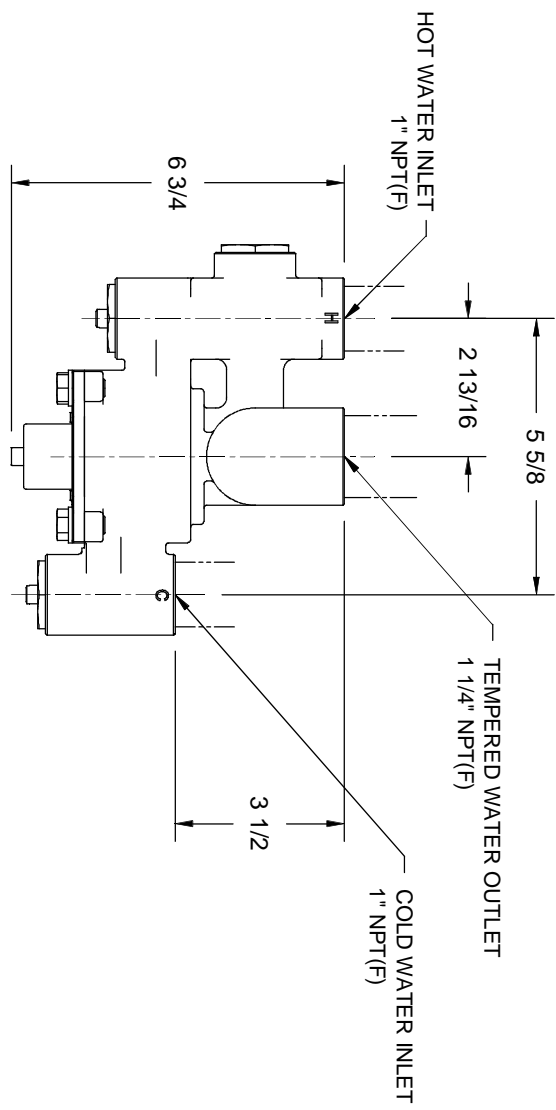 HOT WATER INLET
1" NPT(F)
6 3/4
2 13/16
5 5/8
H
C
TEMPERED WATER OUTLET
1 1/4" NPT(F)
3 1/2
COLD WATER INLET
1" NPT(F)